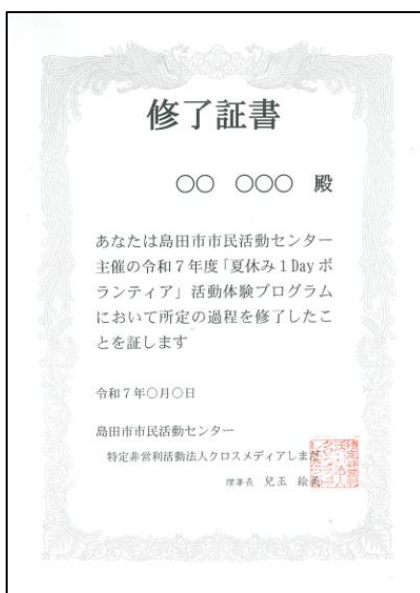 修了証書
○○ ○○○ 殿
あなたは島田市市民活動センター
主催の令和7年度「夏休み1Dayボ
ランティア」活動体験プログラム
において所定の過程を修了したこ
とを証します
令和7年○月○日
島田市市民活動センター
特定非営利活動法人クロスメディアしまだ
理事長 兒玉 絵美